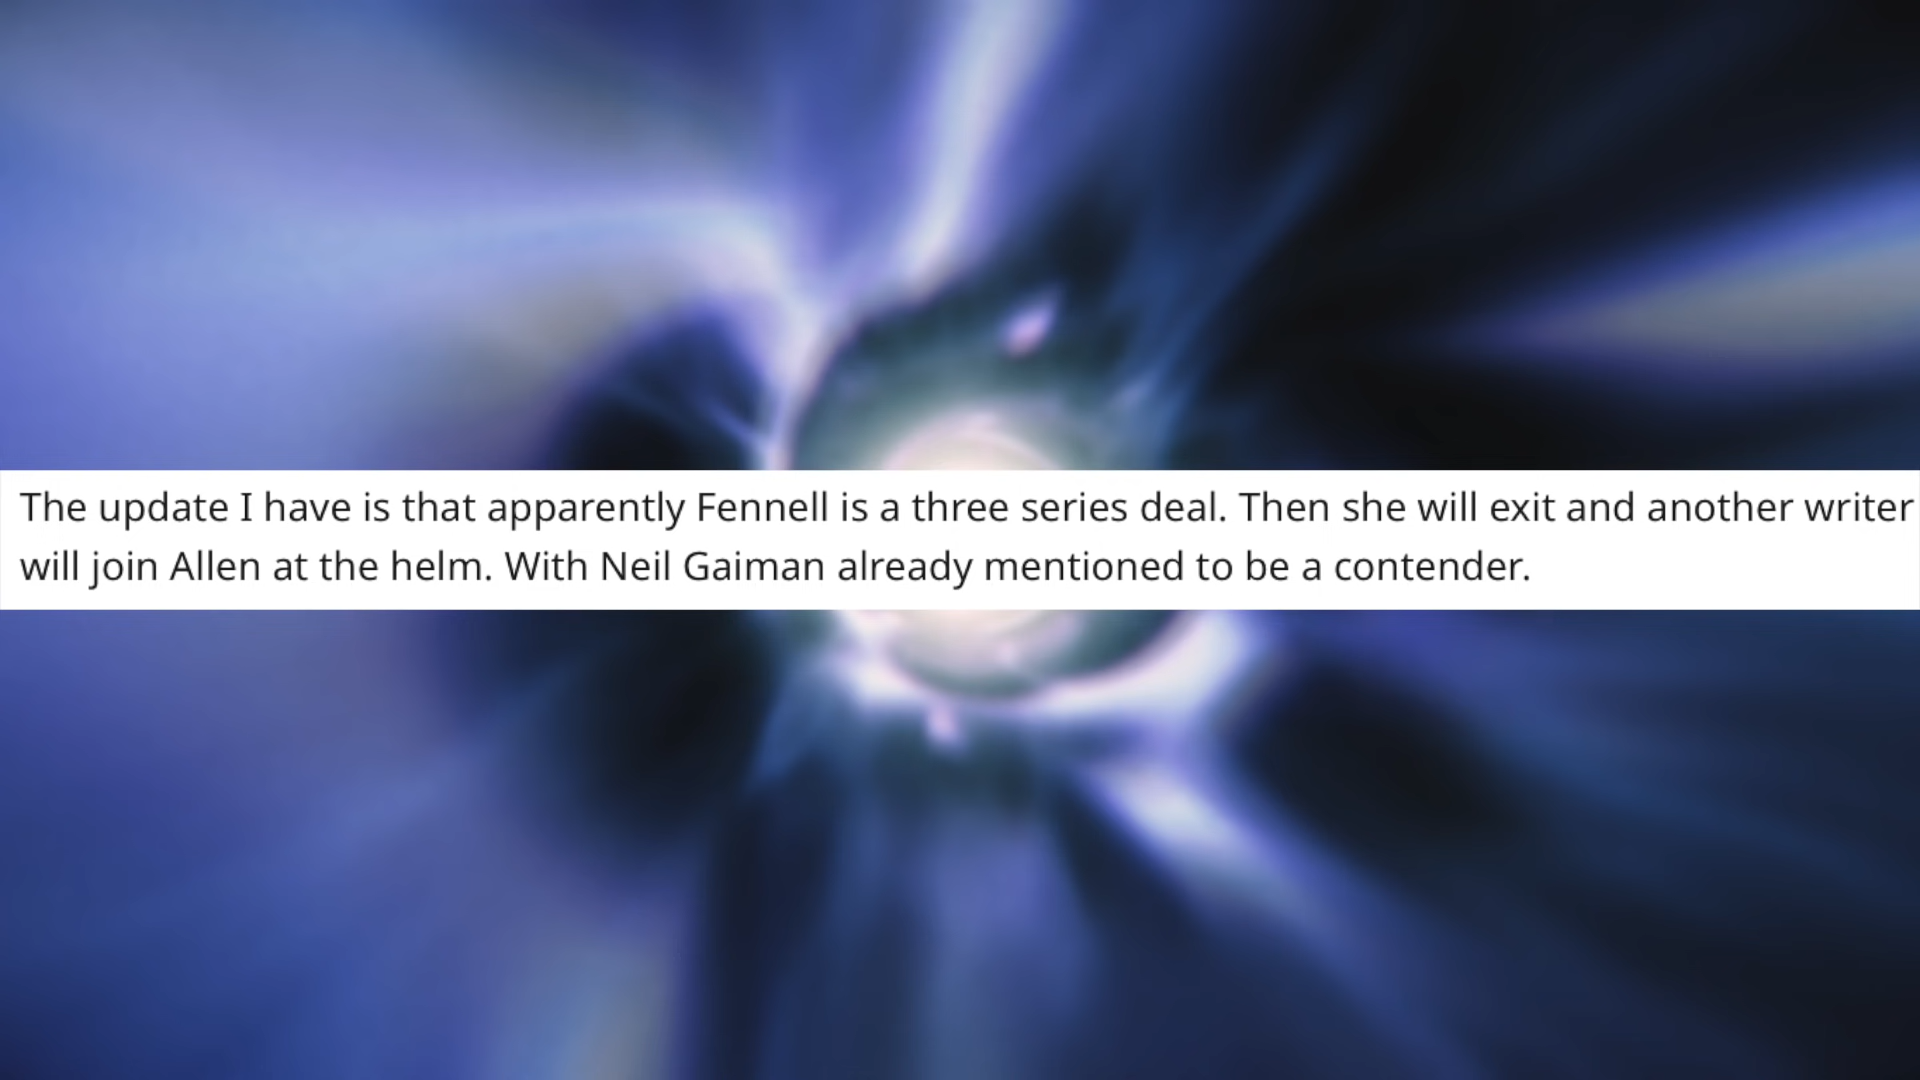 The update I have is that apparently Fennell is a three series deal. Then she will exit and another writer
will join Allen at the helm. With Neil Gaiman already mentioned to be a contender.